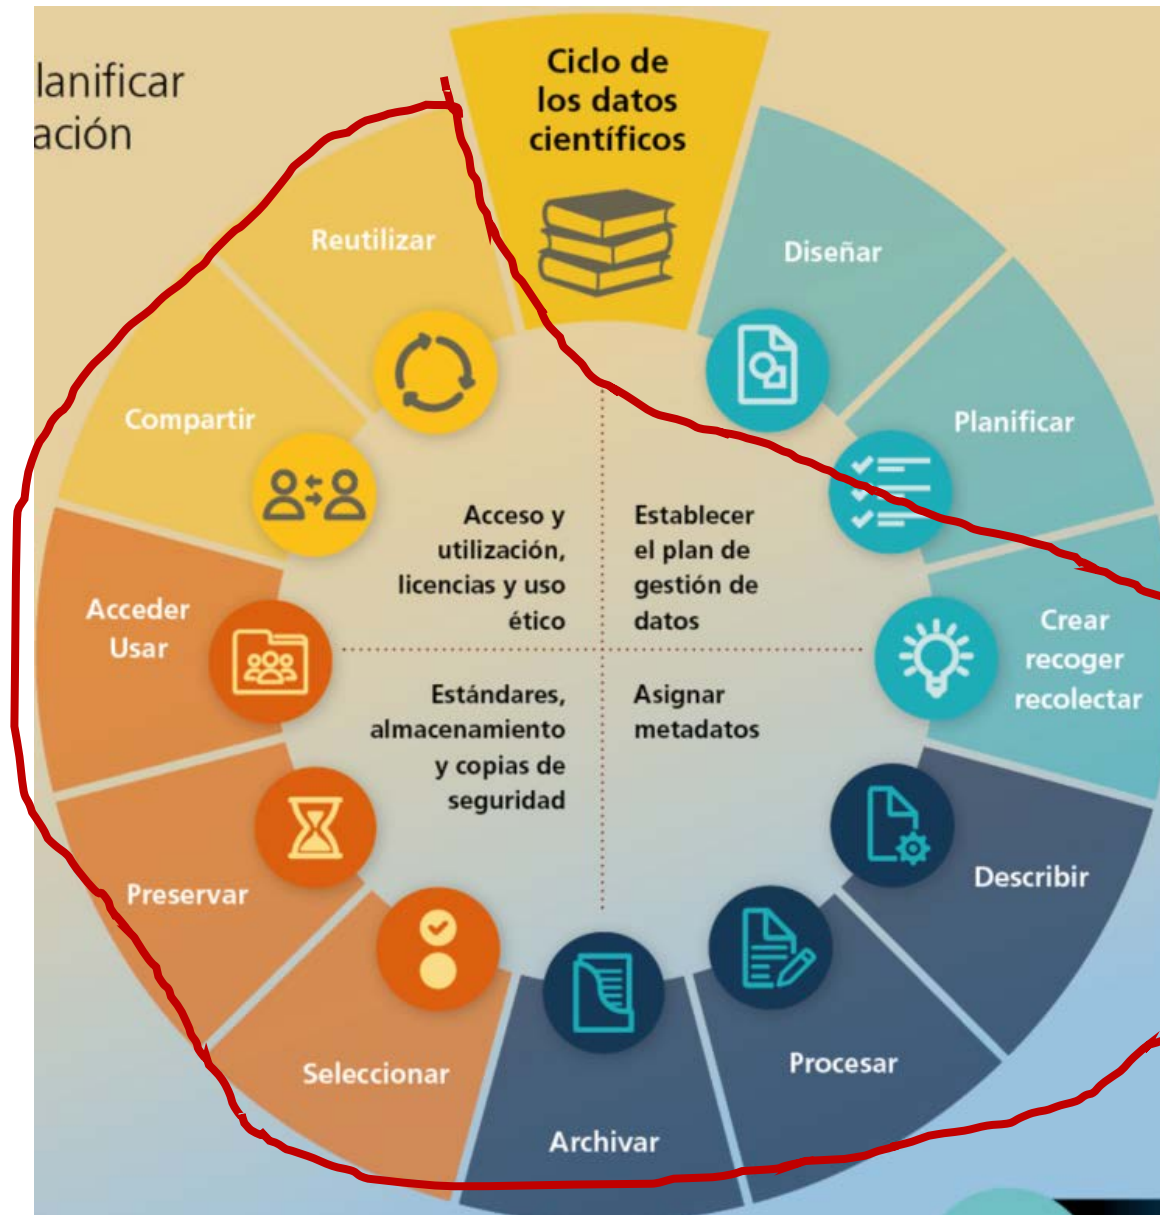 lanificar
ación
Ciclo de
los datos
científicos
Diseñar
Planificar
Crear
recoger
recolectar
Describir
Procesar
Archivar
Seleccionar
Preservar
Acceder
Usar
Compartir
Reutilizar
Acceso y
utilización,
licencias y uso
ético
Establecer
el plan de
gestión de
datos
Estándares,
almacenamiento
y copias de
seguridad
Asignar
metadatos